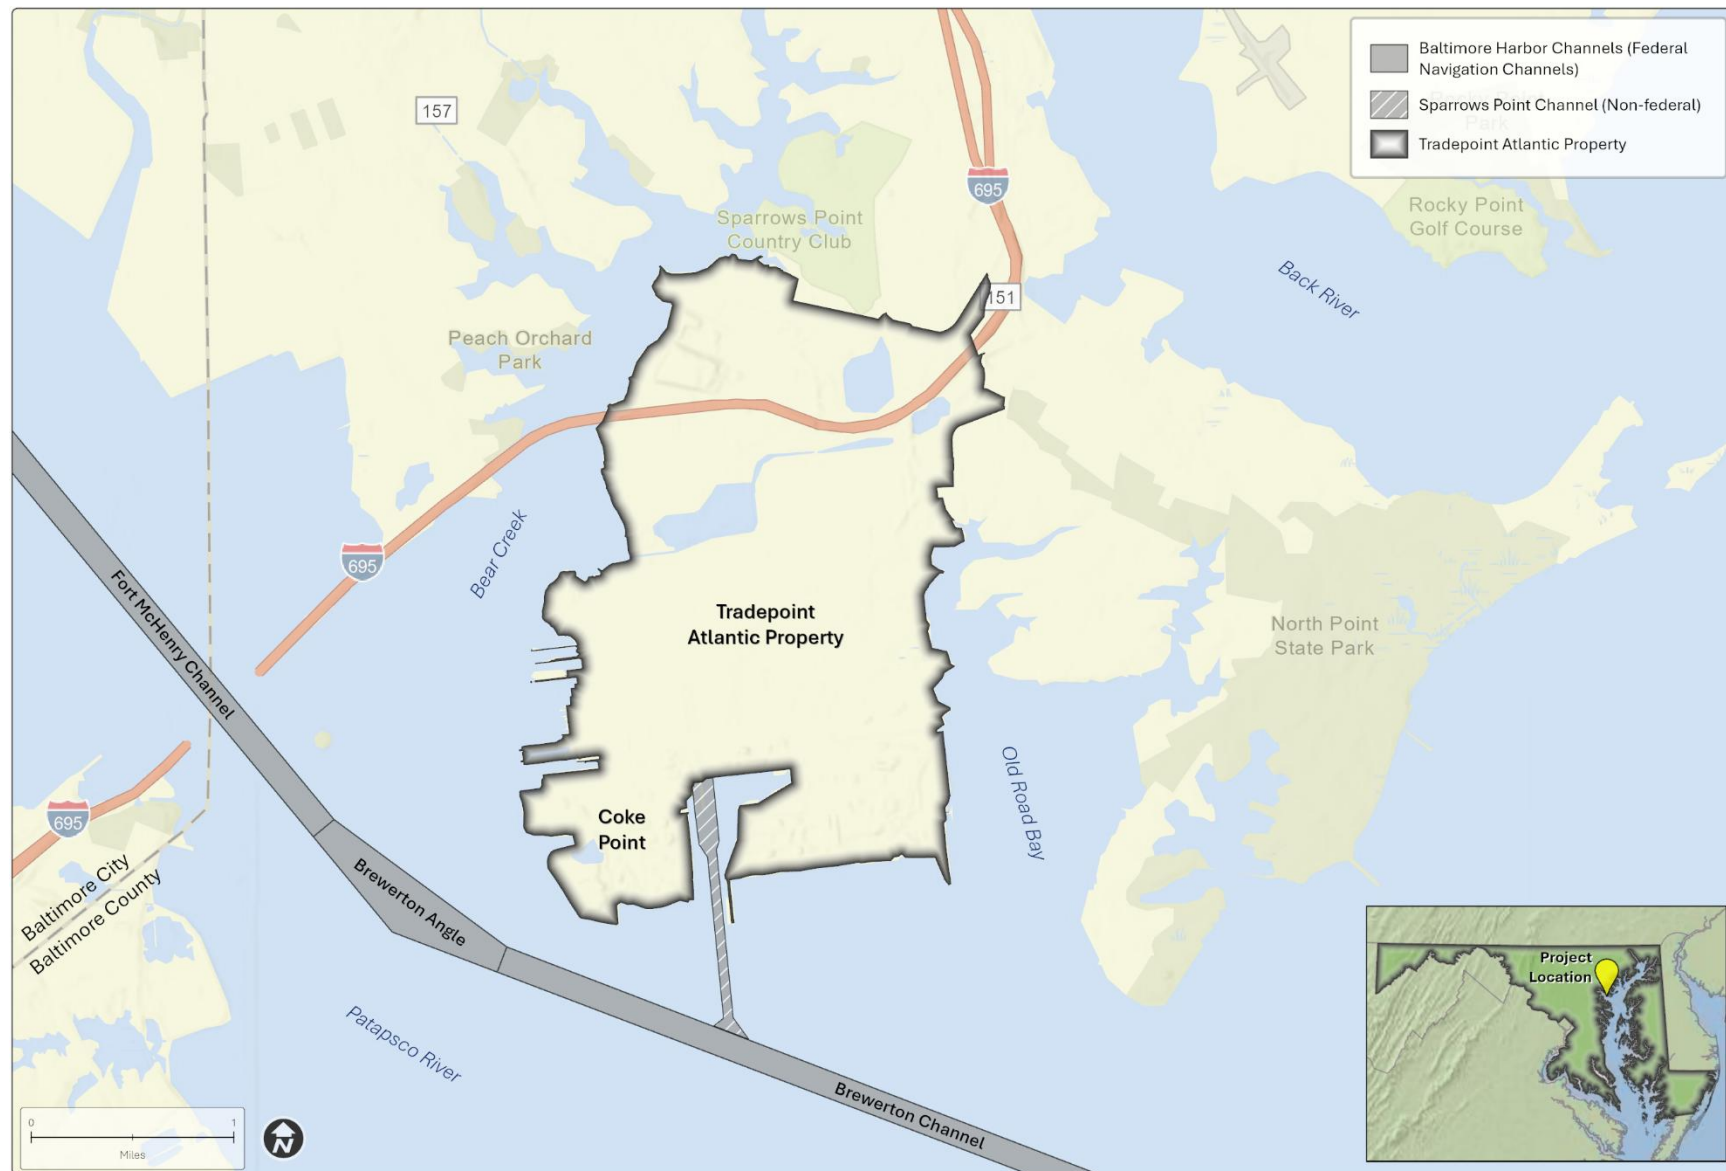 Baltimore Harbor Channels (Federal
Navigation Channels)
Sparrows Point Channel (Non-federal)
Tradepoint Atlantic Property
157
695
Sparrows Point
Country Club
Rocky Point
Golf Course
Back River
151
Peach Orchard
Park
Bear Creek
695
Fort McHenry Channel
Tradepoint
Atlantic Property
North Point
State Park
Old Road Bay
695
Coke
Point
Baltimore City
Baltimore County
Brewerton Angle
Patapsco River
Brewerton Channel
Project
Location
0 1
Miles
N